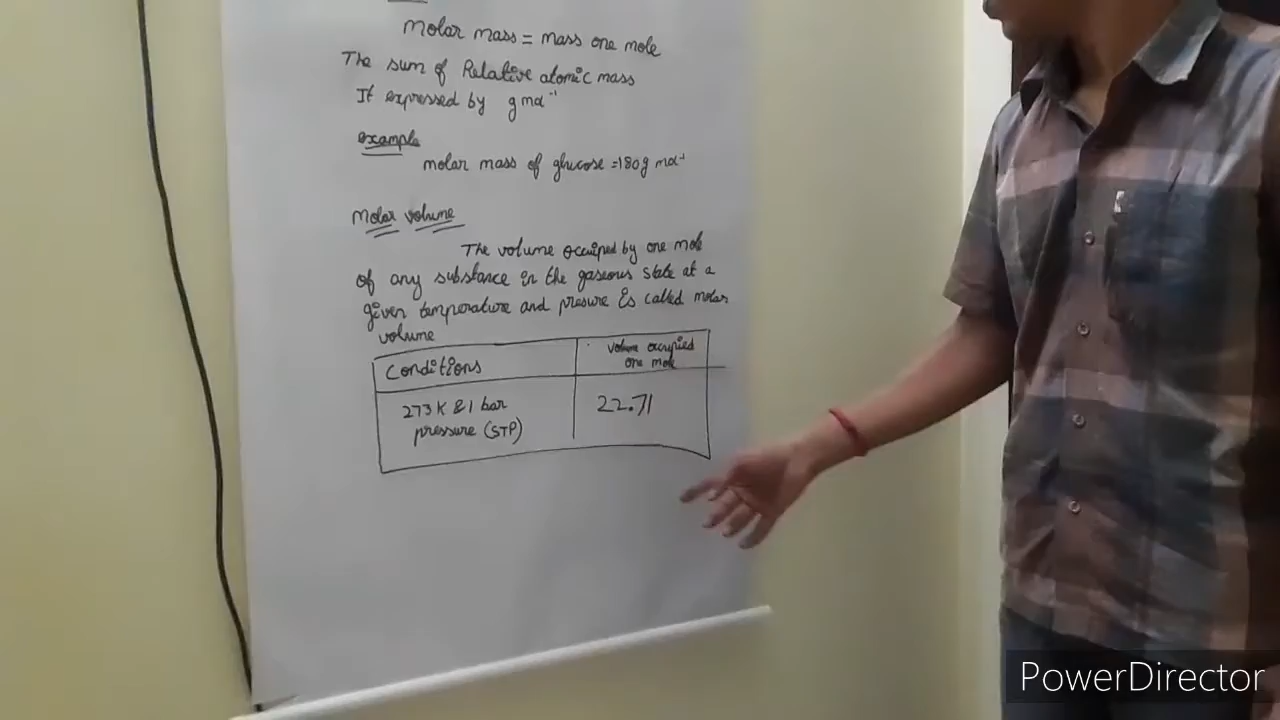 Molar mass = mass one mole
The sum of Relative atomic mass
It expressed by g mol⁻¹
example
molar mass of glucose = 180g mol⁻¹
Molar volume
The volume occuiped by one mole
of any substance in the gaseous state at a
given temperature and presure is called molar
volume
Conditions
volume occupied
one mole
273 K & 1 bar
pressure (STP)
22.71
PowerDirector